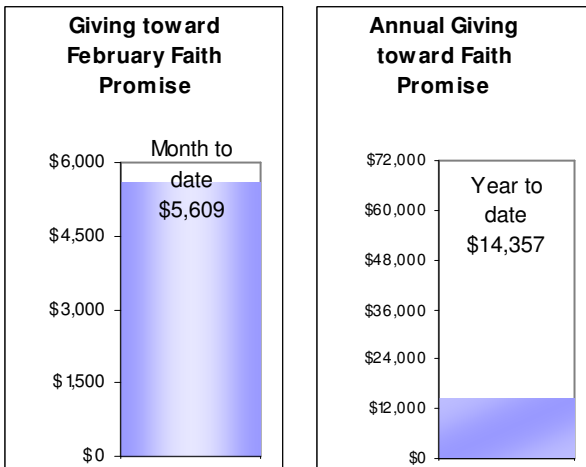 Giving toward
February Faith
Promise
Month to
date
$5,609
$6,000
$4,500
$3,000
$1,500
$0
Annual Giving
toward Faith
Promise
Year to
date
$14,357
$72,000
$60,000
$48,000
$36,000
$24,000
$12,000
$0